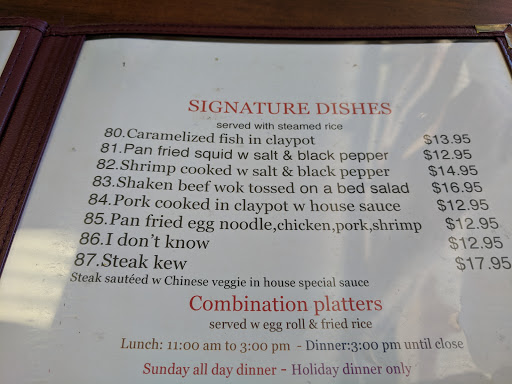 SIGNATURE DISHES
served with steamed rice
80.Caramelized fish in claypot $13.95
81.Pan fried squid w salt & black pepper $12.95
82.Shrimp cooked w salt & black pepper $14.95
83.Shaken beef wok tossed on a bed salad $16.95
84.Pork cooked in claypot w house sauce $12.95
85.Pan fried egg noodle,chicken,pork,shrimp $12.95
86.I don't know $12.95
87.Steak kew $17.95
Steak sautéed w Chinese veggie in house special sauce
Combination platters
served w egg roll & fried rice
Lunch: 11:00 am to 3:00 pm - Dinner:3:00 pm until close
Sunday all day dinner - Holiday dinner only